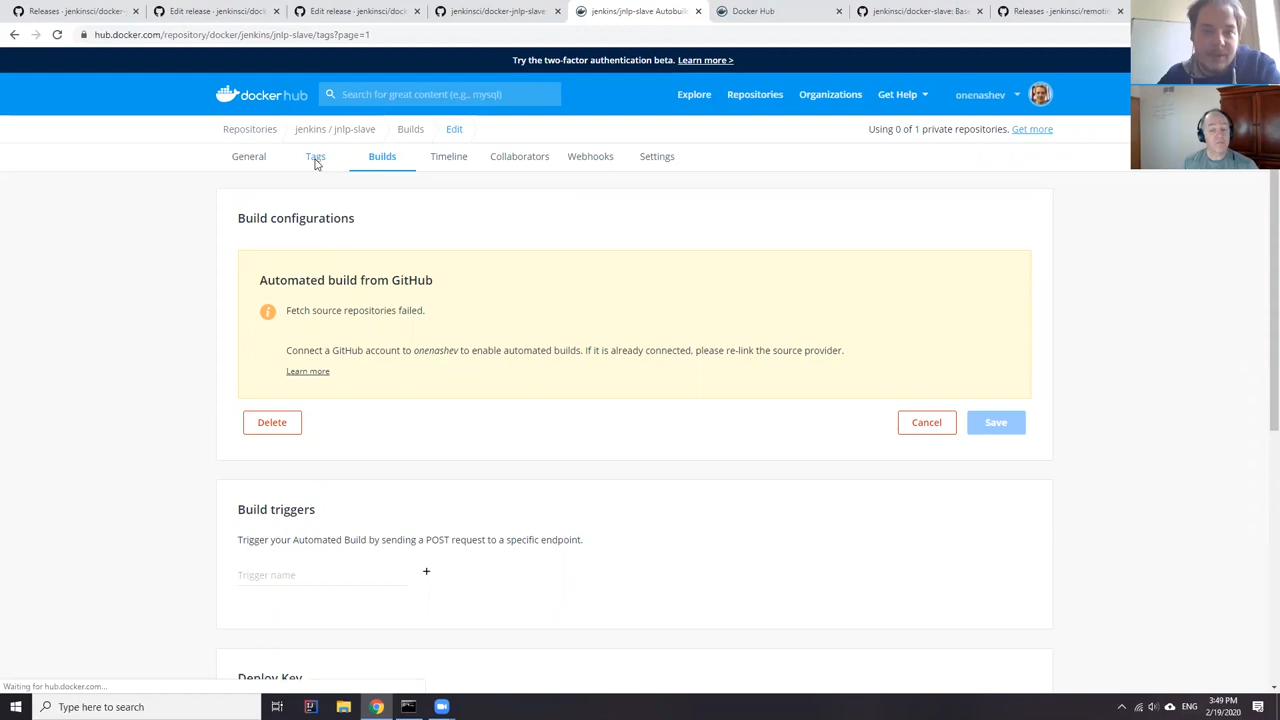 Releases · jenkinsci/docker-
Edit release · jenkinsci/dock
Edit release · jenkinsci/dock
jenkinsci/docker-jnlp-slave
jenkins/jnlp-slave Autobuil
Docker Hub
jenkinsci/docker-slave: Base
Releases · jenkinsci/remoti
hub.docker.com/repository/docker/jenkins/jnlp-slave/tags?page=1
Try the two-factor authentication beta. Learn more >
docker hub
Search for great content (e.g., mysql)
Explore
Repositories
Organizations
Get Help
onenashev
Repositories
jenkins / jnlp-slave
Builds
Edit
Using 0 of 1 private repositories. Get more
General
Tags
Builds
Timeline
Collaborators
Webhooks
Settings
Build configurations
Automated build from GitHub
Fetch source repositories failed.
Connect a GitHub account to onenashev to enable automated builds. If it is already connected, please re-link the source provider.
Learn more
Delete
Cancel
Save
Build triggers
Trigger your Automated Build by sending a POST request to a specific endpoint.
Trigger name
+
Deploy Key
Waiting for hub.docker.com...
Type here to search
ENG
3:49 PM
2/19/2020